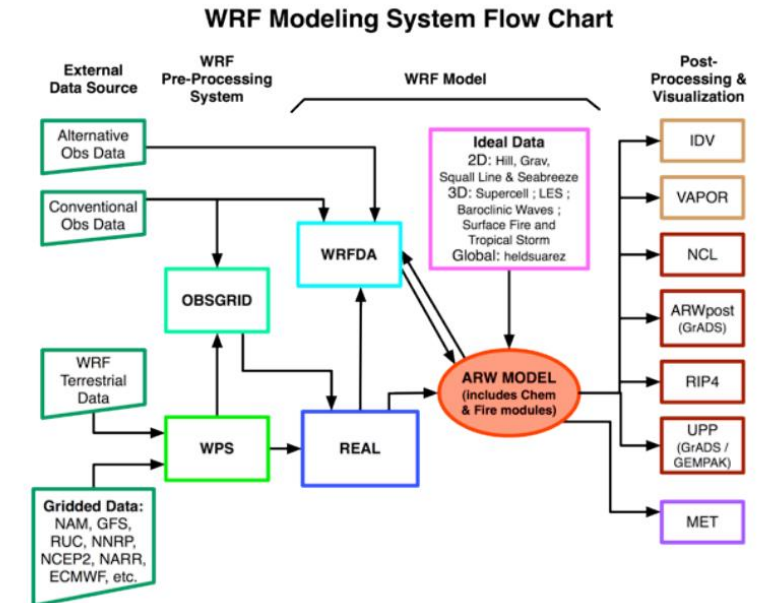 WRF Modeling System Flow Chart
External
Data Source
WRF
Pre-Processing
System
WRF Model
Post-
Processing &
Visualization
Alternative
Obs Data
Conventional
Obs Data
WRF
Terrestrial
Data
Gridded Data:
NAM, GFS,
RUC, NNRP,
NCEP2, NARR,
ECMWF, etc.
OBSGRID
WPS
WRFDA
REAL
Ideal Data
2D: Hill, Grav,
Squall Line & Seabreeze
3D: Supercell ; LES ;
Baroclinic Waves ;
Surface Fire and
Tropical Storm
Global: heldsuarez
ARW MODEL
(includes Chem
& Fire modules)
IDV
VAPOR
NCL
ARWpost
(GrADS)
RIP4
UPP
(GrADS /
GEMPAK)
MET